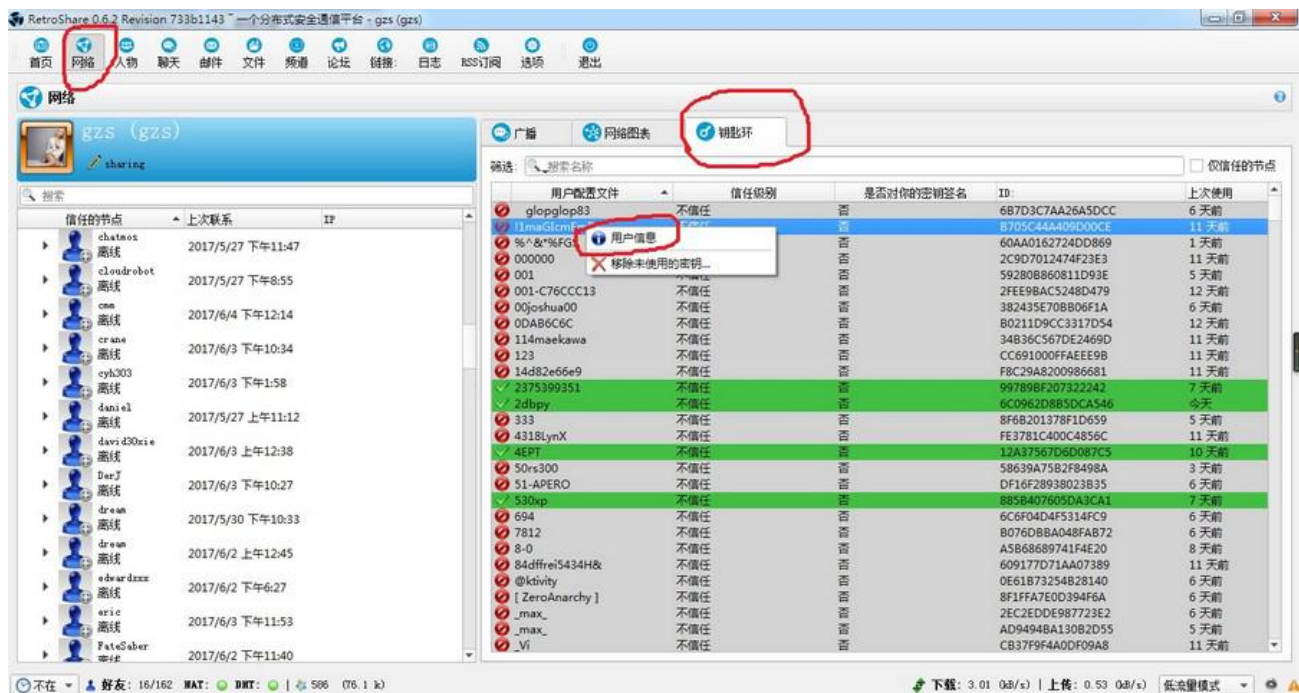 RetroShare 0.6.2 Revision 733b1143 ~ 一个分布式安全通信平台 - gzs (gzs)
首页 网络 人物 聊天 邮件 文件 频道 论坛 链接: 日志 RSS订阅 选项 退出
网络
gzs (gzs)
sharing
搜索
信任的节点 上次联系 IP
chatmos
离线 2017/5/27 下午11:47
cloudrobot
离线 2017/5/27 下午8:55
cmm
离线 2017/6/4 下午12:14
crane
离线 2017/6/3 下午10:34
cyh303
离线 2017/6/3 下午1:58
daniel
离线 2017/5/27 上午11:12
david30xie
离线 2017/6/3 上午12:38
DerJ
离线 2017/6/3 下午10:27
dream
离线 2017/5/30 下午10:33
dream
离线 2017/6/2 上午12:45
edwardzxx
离线 2017/6/2 下午6:27
eric
离线 2017/6/3 下午11:53
FateSaber
离线 2017/6/2 下午11:40
广播 网络图表 钥匙环
筛选: 搜索名称 仅信任的节点
用户配置文件 信任级别 是否对你的密钥签名 ID: 上次使用
glopglop83 不信任 否 6B7D3C7AA26A5DCC 6 天前
否 B705C44A409D00CE 11 天前
用户信息
移除未使用的密钥...
否 60AA0162724DD869 1 天前
000000 否 2C9D7012474F23E3 11 天前
001 不信任 否 59280B860811D93E 5 天前
001-C76CCC13 不信任 否 2FEE9BAC5248D479 12 天前
00joshua00 不信任 否 382435E70BB06F1A 6 天前
0DAB6C6C 不信任 否 B0211D9CC3317D54 12 天前
114maekawa 不信任 否 34B36C567DE2469D 11 天前
123 不信任 否 CC691000FFAEEE9B 11 天前
14d82e66e9 不信任 否 F8C29A8200986681 11 天前
2375399351 不信任 否 99789BF207322242 7 天前
2dbpy 不信任 否 6C0962D8B5DCA546 今天
333 不信任 否 8F6B201378F1D659 5 天前
4318LynX 不信任 否 FE3781C400C4856C 11 天前
4EPT 不信任 否 12A37567D6D087C5 10 天前
50rs300 不信任 否 58639A75B2F8498A 3 天前
51-APERO 不信任 否 DF16F28938023B35 6 天前
530xp 不信任 否 885B407605DA3CA1 7 天前
694 不信任 否 6C6F04D4F5314FC9 6 天前
7812 不信任 否 B076DBBA048FAB72 6 天前
8-0 不信任 否 A5B68689741F4E20 8 天前
84dffrei5434H& 不信任 否 609177D71AA07389 11 天前
@ktivity 不信任 否 0E61B73254B28140 6 天前
[ ZeroAnarchy ] 不信任 否 8F1FFA7E0D394F6A 6 天前
_max_ 不信任 否 2EC2EDDE987723E2 6 天前
_max_ 不信任 否 AD9494BA130B2D55 5 天前
_Vi 不信任 否 CB37F9F4A0DF09A8 11 天前
不在 好友: 16/162 NAT: DHT: 586 (76.1 k) 下载: 3.01 (kB/s) | 上传: 0.53 (kB/s) 低流量模式